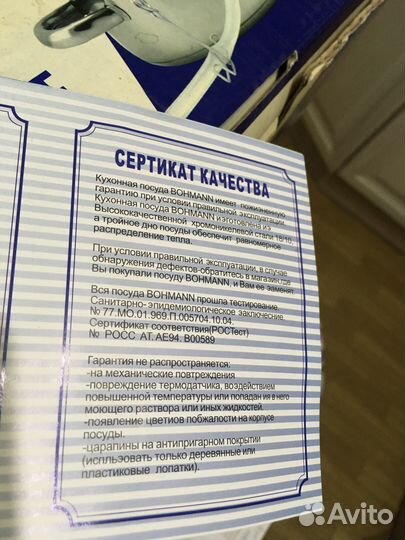 СЕРТИКАТ КАЧЕСТВА
Кухонная посуда BOHMANN имеет пожизненную
гарантию при условии правильной эксплуатации.
Кухонная посуда BOHMANN изготовлена из
Высококачественной хромоникелевой стали 18/10,
а тройное дно посуды обеспечит равномерное
распределение тепла.
При условии правильной эксплуатации, в случае
обнаружения дефектов-обратитесь в магазин,где
Вы покупали посуду BOHMANN, и Вам ее заменят.
Вся посуда BOHMANN прошла тестирование.
Санитарно-эпидемиологическое заключение.
№ 77.МО.01.969.П.005704.10.04.
Сертификат соответствия(РОСТест)
№ РОСС AT.AE94. B00589
Гарантия не распространяется:
-на механические повтреждения
-повреждение термодатчика, воздействием
повышенной температуры или попадан ия в него
моющего раствора или иных жидкостей.
-появление цветиов побжалости на корпусе
посуды.
-царапины на антипригарном покрытии
(испльзовать только деревянные или
пластиковые лопатки).
Avito